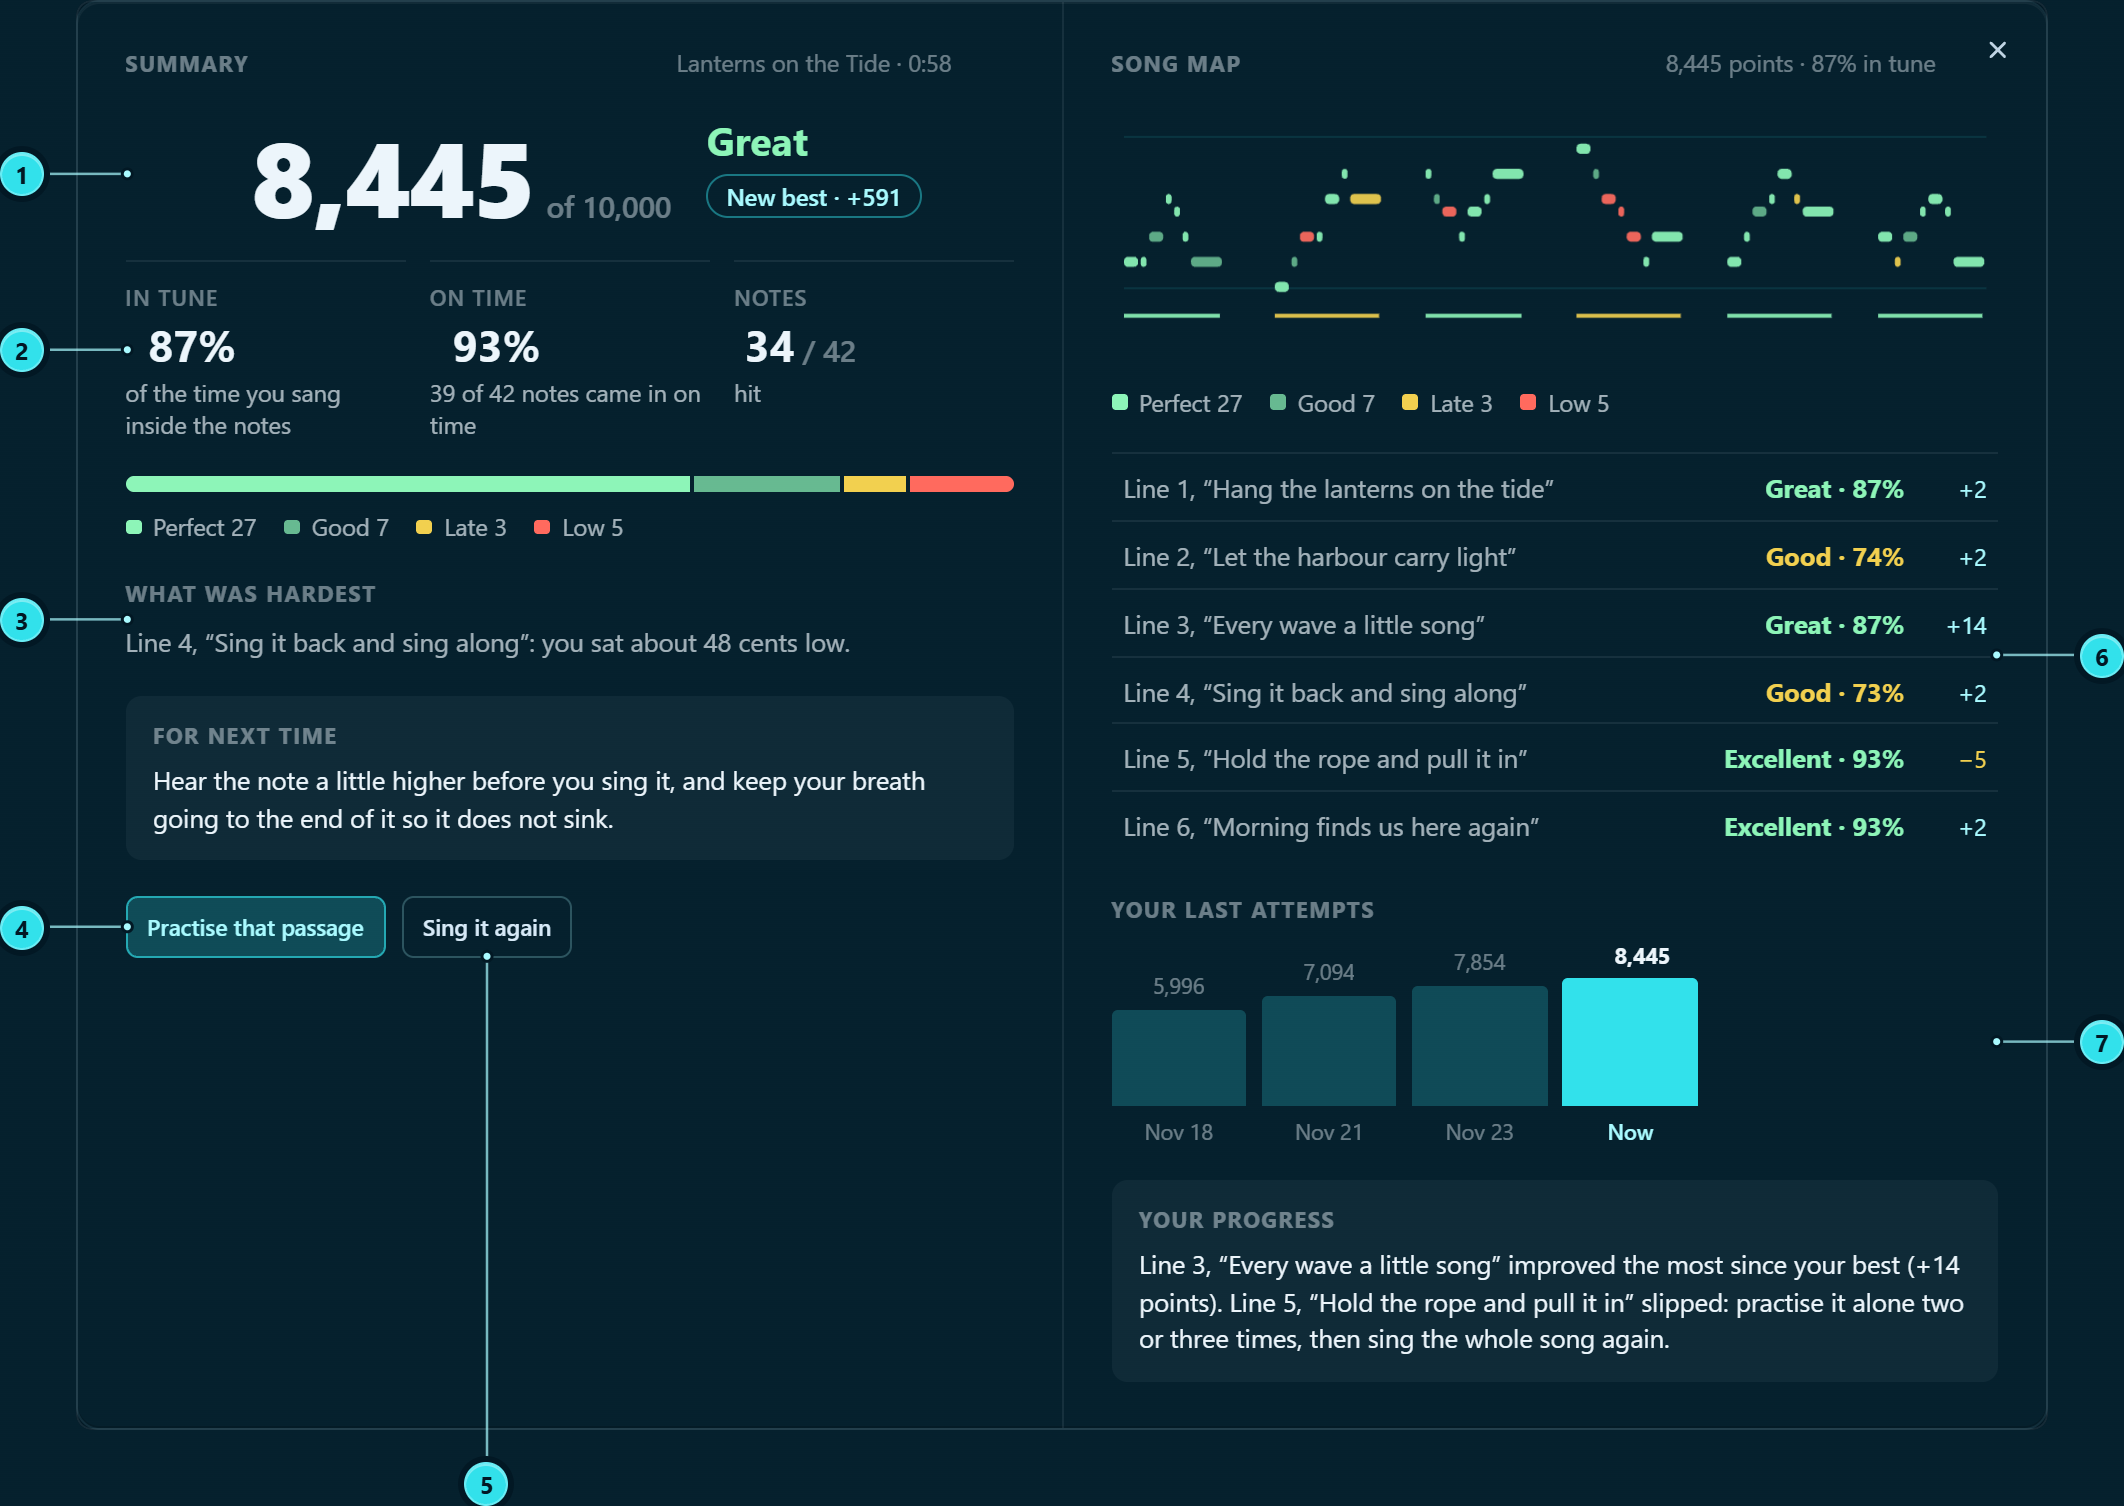 SUMMARY
Lanterns on the Tide · 0:58
1
8,445 of 10,000
Great
New best · +591
IN TUNE
ON TIME
NOTES
2
87%
93%
34 / 42
of the time you sang
inside the notes
39 of 42 notes came in on
time
hit
Perfect 27
Good 7
Late 3
Low 5
WHAT WAS HARDEST
3
Line 4, “Sing it back and sing along”: you sat about 48 cents low.
FOR NEXT TIME
Hear the note a little higher before you sing it, and keep your breath
going to the end of it so it does not sink.
4
Practise that passage
Sing it again
5
SONG MAP
8,445 points · 87% in tune
×
Perfect 27
Good 7
Late 3
Low 5
Line 1, “Hang the lanterns on the tide” Great · 87% +2
Line 2, “Let the harbour carry light” Good · 74% +2
Line 3, “Every wave a little song” Great · 87% +14
6
Line 4, “Sing it back and sing along” Good · 73% +2
Line 5, “Hold the rope and pull it in” Excellent · 93% −5
Line 6, “Morning finds us here again” Excellent · 93% +2
YOUR LAST ATTEMPTS
5,996
7,094
7,854
8,445
7
Nov 18
Nov 21
Nov 23
Now
YOUR PROGRESS
Line 3, “Every wave a little song” improved the most since your best (+14
points). Line 5, “Hold the rope and pull it in” slipped: practise it alone two
or three times, then sing the whole song again.